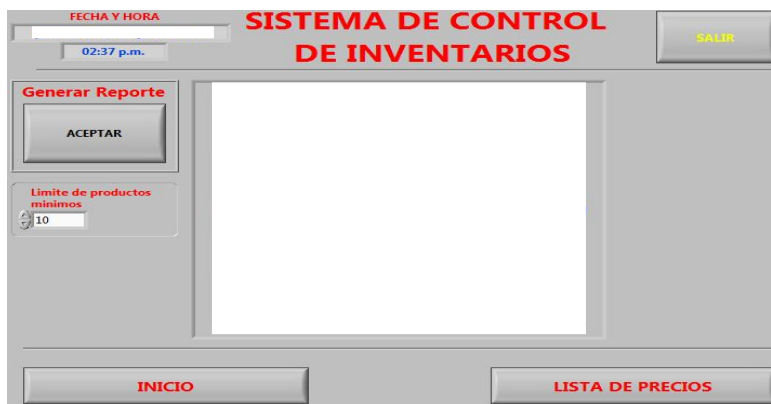 FECHA Y HORA
02:37 p.m.
SISTEMA DE CONTROL
DE INVENTARIOS
SALIR
Generar Reporte
ACEPTAR
Limite de productos
minimos
10
INICIO
LISTA DE PRECIOS